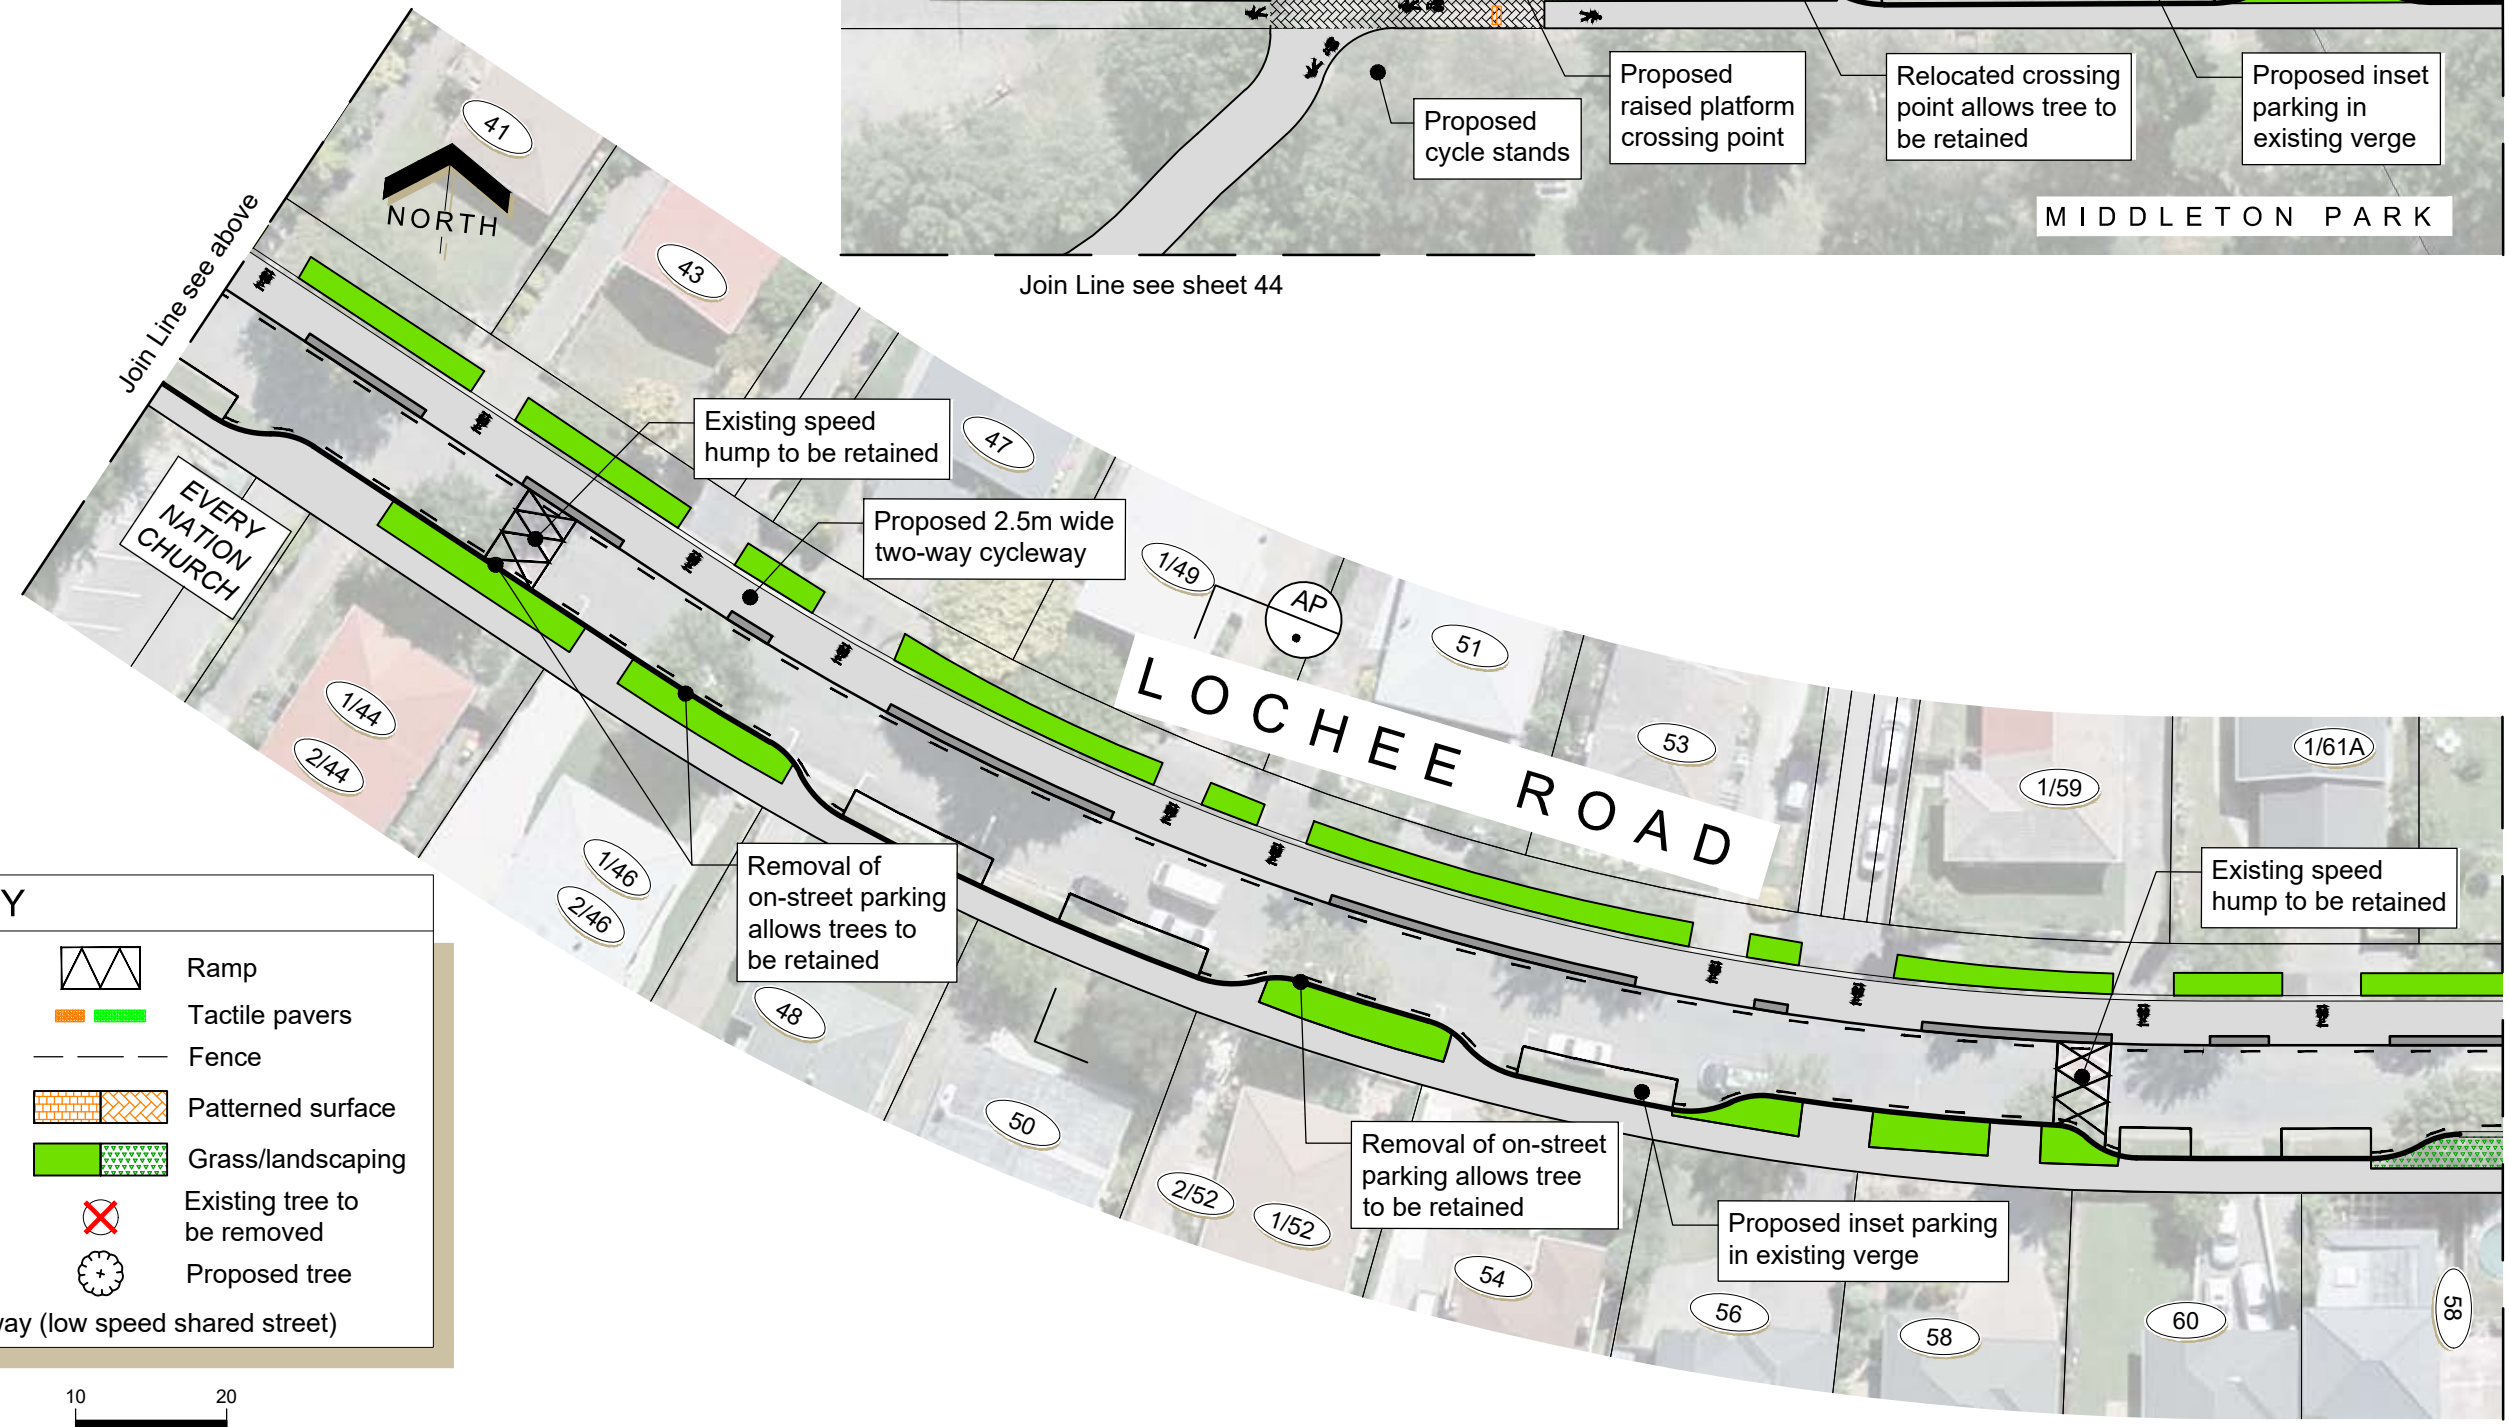 Proposed
cycle stands
Proposed
raised platform
crossing point
Relocated crossing
point allows tree to
be retained
Proposed inset
parking in
existing verge
MIDDLETON PARK
Join Line see sheet 44
41
NORTH
43
Join Line see above
Existing speed
hump to be retained
47
Proposed 2.5m wide
two-way cycleway
1/49
AP
51
LOCHEE ROAD
53
1/59
1/61A
Existing speed
hump to be retained
EVERY
NATION
CHURCH
1/44
2/44
1/46
2/46
Removal of
on-street parking
allows trees to
be retained
48
50
2/52
1/52
Removal of on-street
parking allows tree
to be retained
54
Proposed inset parking
in existing verge
56
58
60
58
Y
Ramp
Tactile pavers
Fence
Patterned surface
Grass/landscaping
Existing tree to
be removed
Proposed tree
way (low speed shared street)
10 20